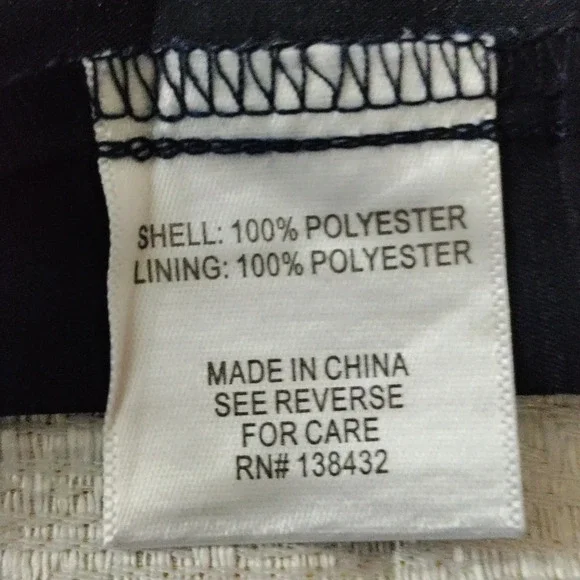 SHELL: 100% POLYESTER
LINING: 100% POLYESTER
MADE IN CHINA
SEE REVERSE
FOR CARE
RN# 138432